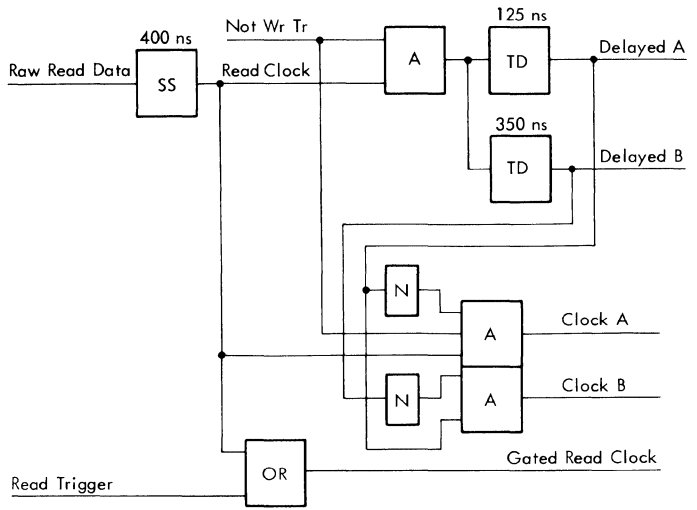 125 ns
Not Wr Tr
400 ns
Delayed A
A
TD
Raw Read Data
SS
Read Clock
350 ns
Delayed B
TD
N
Clock A
A
Clock B
N
A
Gated Read Clock
OR
Read Trigger